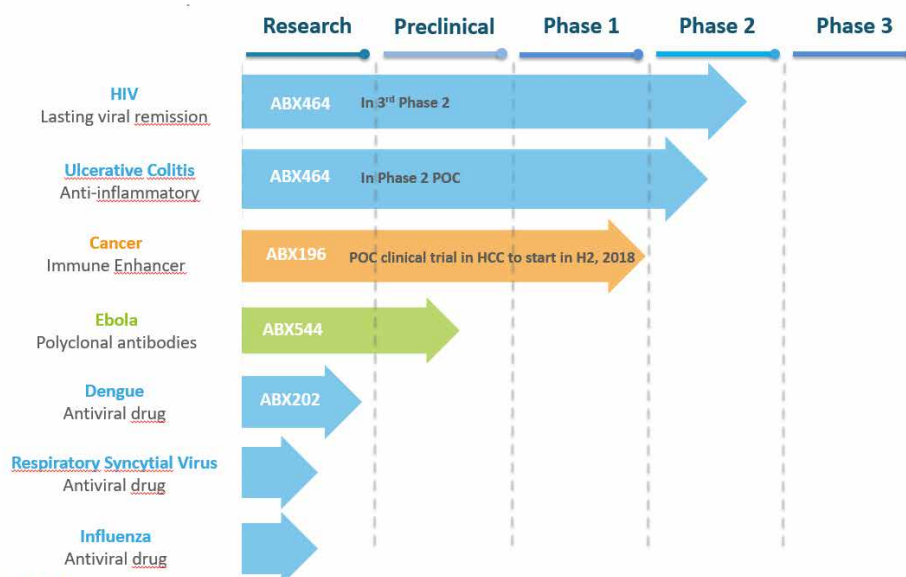 Research Preclinical Phase 1 Phase 2 Phase 3
HIV
Lasting viral remission
ABX464 In 3rd Phase 2
Ulcerative Colitis
Anti-inflammatory
ABX464 In Phase 2 POC
Cancer
Immune Enhancer
ABX196 POC clinical trial in HCC to start in H2, 2018
Ebola
Polyclonal antibodies
ABX544
Dengue
Antiviral drug
ABX202
Respiratory Syncytial Virus
Antiviral drug
Influenza
Antiviral drug